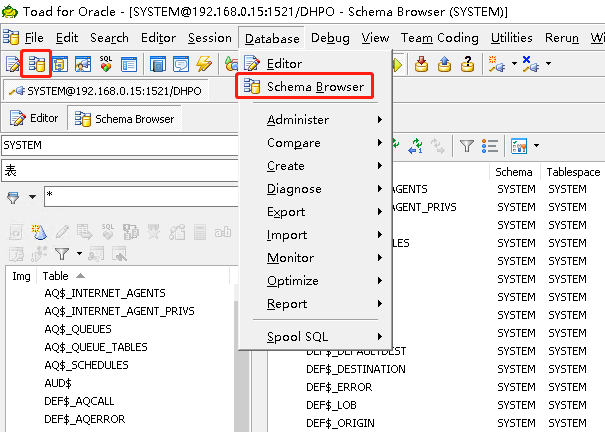 Toad for Oracle - [SYSTEM@192.168.0.15:1521/DHPO - Schema Browser (SYSTEM)]
File Edit Search Editor Session Database Debug View Team Coding Utilities Rerun Window
SQL
SYSTEM@192.168.0.15:1521/DHPO
Editor Schema Browser
SYSTEM
表
*
SQL
ab
Img Table
AQ$_INTERNET_AGENTS
AQ$_INTERNET_AGENT_PRIVS
AQ$_QUEUES
AQ$_QUEUE_TABLES
AQ$_SCHEDULES
AUD$
DEF$_AQCALL
DEF$_AQERROR
Editor
Schema Browser
Administer
Compare
Create
Diagnose
Export
Import
Monitor
Optimize
Report
Spool SQL
Schema Tablespace
AGENTS SYSTEM SYSTEM
AGENT_PRIVS SYSTEM SYSTEM
SYSTEM SYSTEM
LES SYSTEM SYSTEM
SYSTEM SYSTEM
SYSTEM SYSTEM
SYSTEM SYSTEM
SYSTEM SYSTEM
SYSTEM SYSTEM
DEF$_DEFAULTDEST SYSTEM SYSTEM
DEF$_DESTINATION SYSTEM SYSTEM
DEF$_ERROR SYSTEM SYSTEM
DEF$_LOB SYSTEM SYSTEM
DEF$_ORIGIN SYSTEM SYSTEM